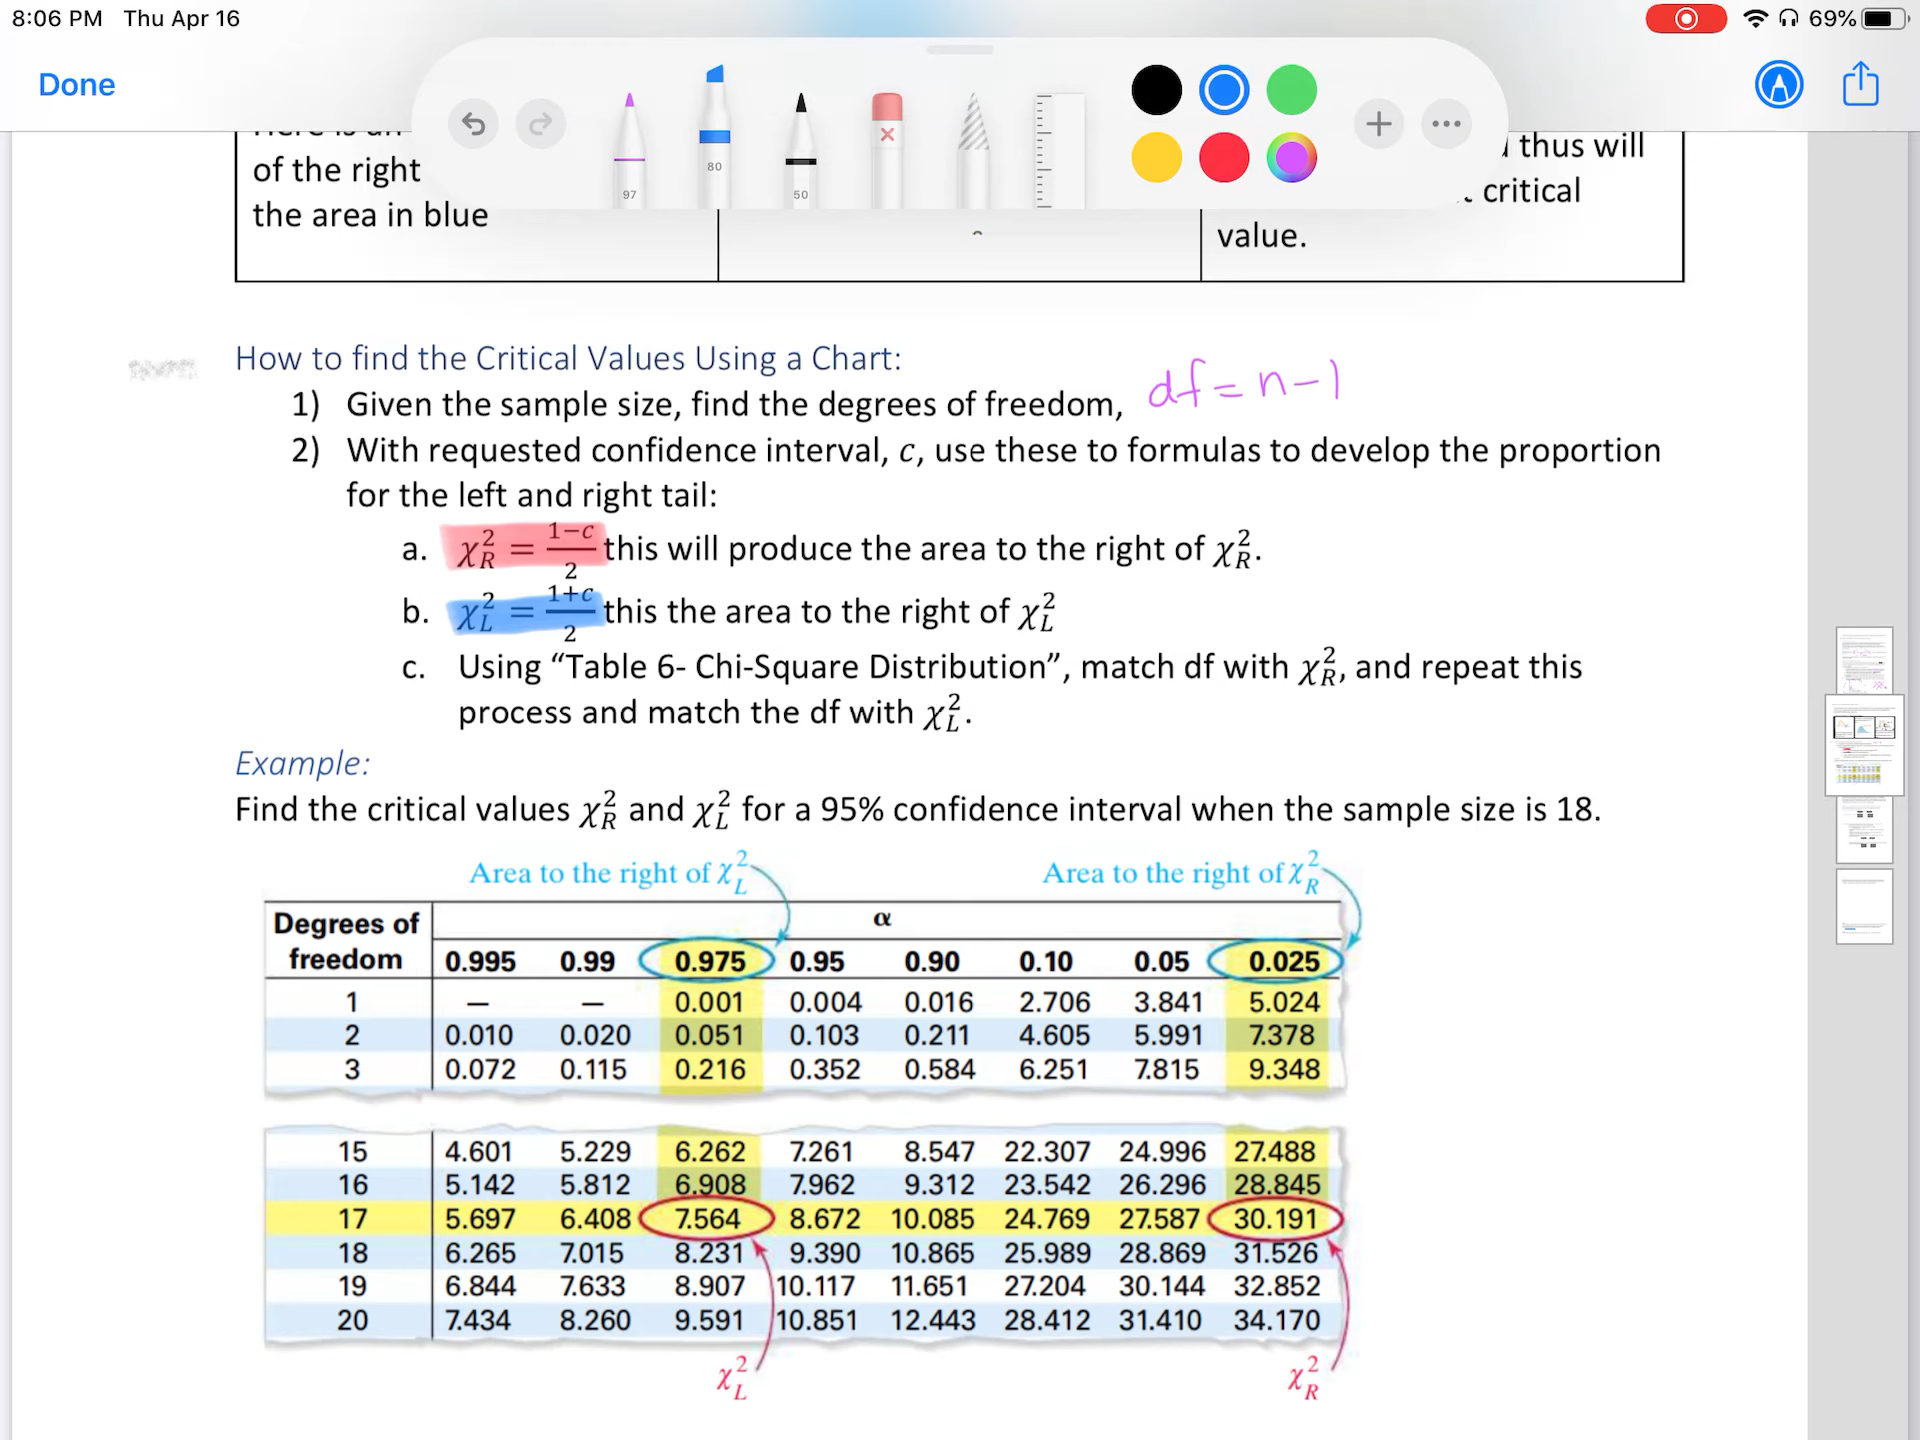 8:06 PM Thu Apr 16
69%
Done
97
80
50
of the right
the area in blue
thus will
critical
value.
How to find the Critical Values Using a Chart:
1) Given the sample size, find the degrees of freedom, df = n - 1
2) With requested confidence interval, c, use these to formulas to develop the proportion
for the left and right tail:
a. χ²_R = (1−c)/2 this will produce the area to the right of χ²_R.
b. χ²_L = (1+c)/2 this the area to the right of χ²_L
c. Using “Table 6- Chi-Square Distribution”, match df with χ²_R, and repeat this
process and match the df with χ²_L.
Example:
Find the critical values χ²_R and χ²_L for a 95% confidence interval when the sample size is 18.
Area to the right of χ²_L Area to the right of χ²_R
Degrees of freedom α
0.995 0.99 0.975 0.95 0.90 0.10 0.05 0.025
1 — — 0.001 0.004 0.016 2.706 3.841 5.024
2 0.010 0.020 0.051 0.103 0.211 4.605 5.991 7.378
3 0.072 0.115 0.216 0.352 0.584 6.251 7.815 9.348
15 4.601 5.229 6.262 7.261 8.547 22.307 24.996 27.488
16 5.142 5.812 6.908 7.962 9.312 23.542 26.296 28.845
17 5.697 6.408 7.564 8.672 10.085 24.769 27.587 30.191
18 6.265 7.015 8.231 9.390 10.865 25.989 28.869 31.526
19 6.844 7.633 8.907 10.117 11.651 27.204 30.144 32.852
20 7.434 8.260 9.591 10.851 12.443 28.412 31.410 34.170
χ²_L χ²_R